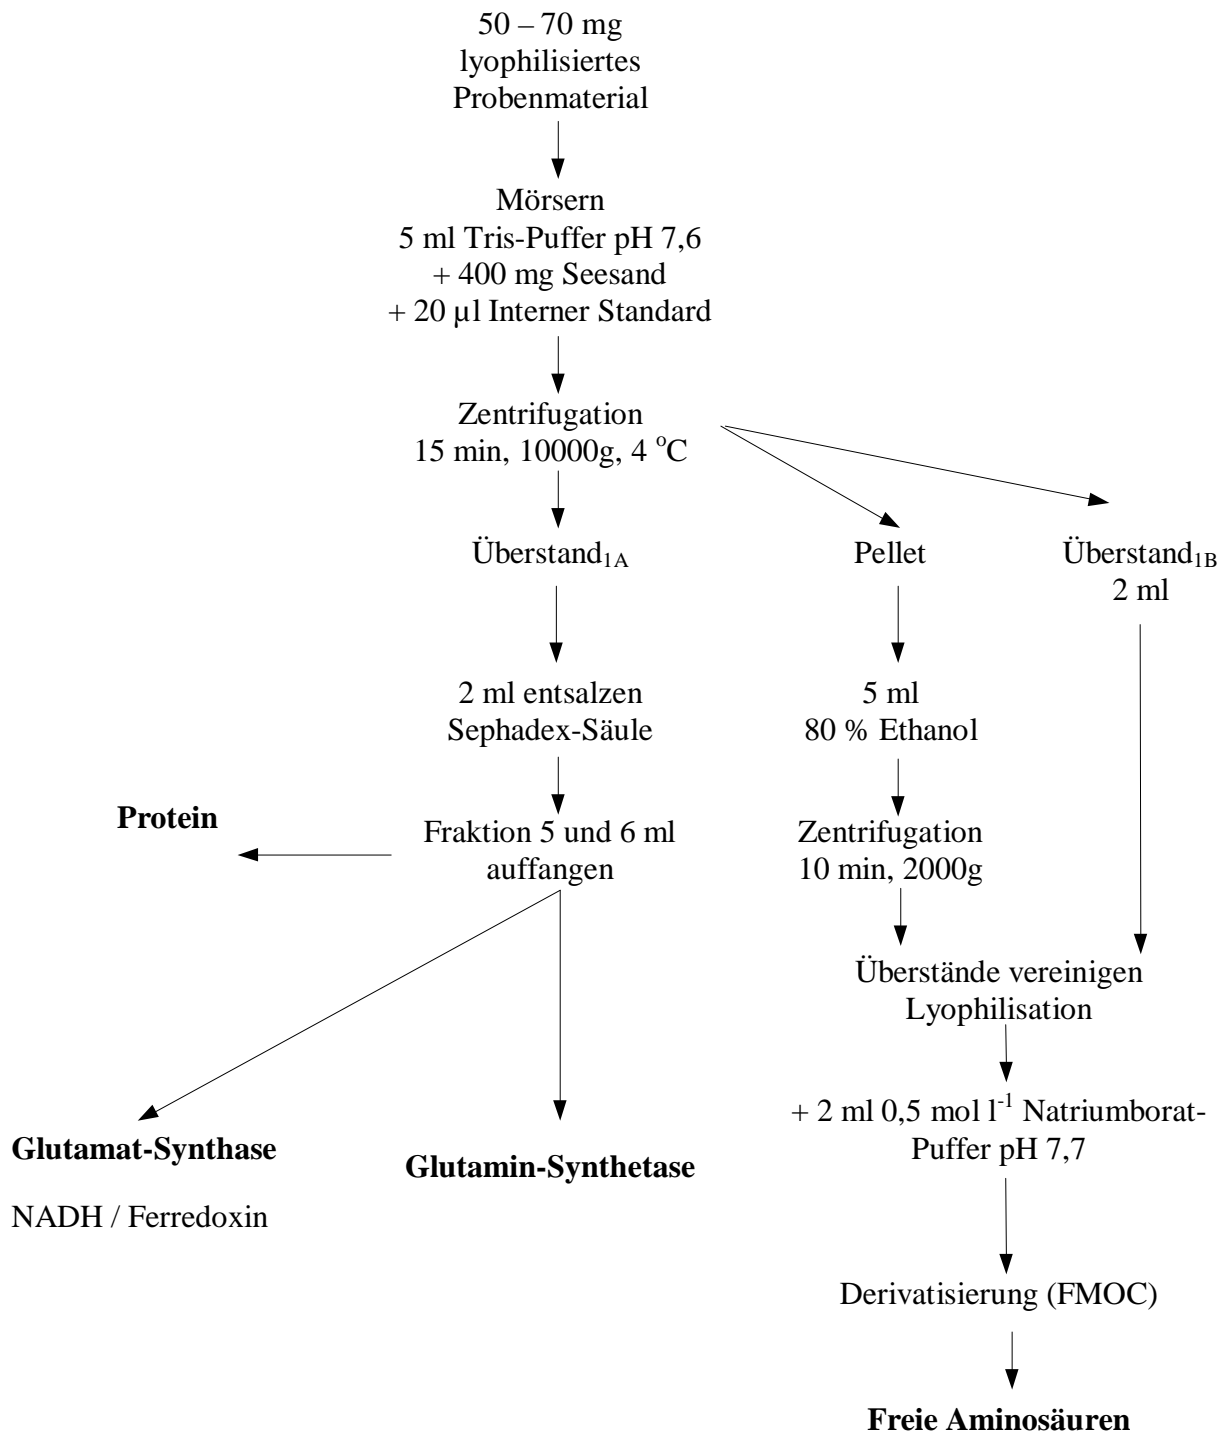 50 – 70 mg
lyophilisiertes
Probenmaterial
Mörsern
5 ml Tris-Puffer pH 7,6
+ 400 mg Seesand
+ 20 µl Interner Standard
Zentrifugation
15 min, 10000g, 4 °C
Überstand1A
Pellet
Überstand1B
2 ml
2 ml entsalzen
Sephadex-Säule
5 ml
80 % Ethanol
Protein
Fraktion 5 und 6 ml
auffangen
Zentrifugation
10 min, 2000g
Überstände vereinigen
Lyophilisation
+ 2 ml 0,5 mol l-1 Natriumborat-
Puffer pH 7,7
Glutamat-Synthase
NADH / Ferredoxin
Glutamin-Synthetase
Derivatisierung (FMOC)
Freie Aminosäuren